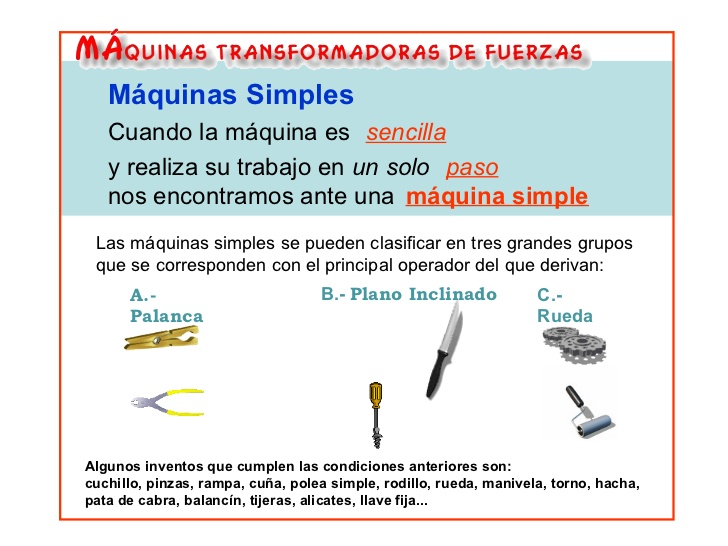 MÁQUINAS TRANSFORMADORAS DE FUERZAS
Máquinas Simples
Cuando la máquina es sencilla
y realiza su trabajo en un solo paso
nos encontramos ante una máquina simple
Las máquinas simples se pueden clasificar en tres grandes grupos
que se corresponden con el principal operador del que derivan:
A.-
Palanca
B.- Plano Inclinado
C.-
Rueda
Algunos inventos que cumplen las condiciones anteriores son:
cuchillo, pinzas, rampa, cuña, polea simple, rodillo, rueda, manivela, torno, hacha,
pata de cabra, balancín, tijeras, alicates, llave fija...